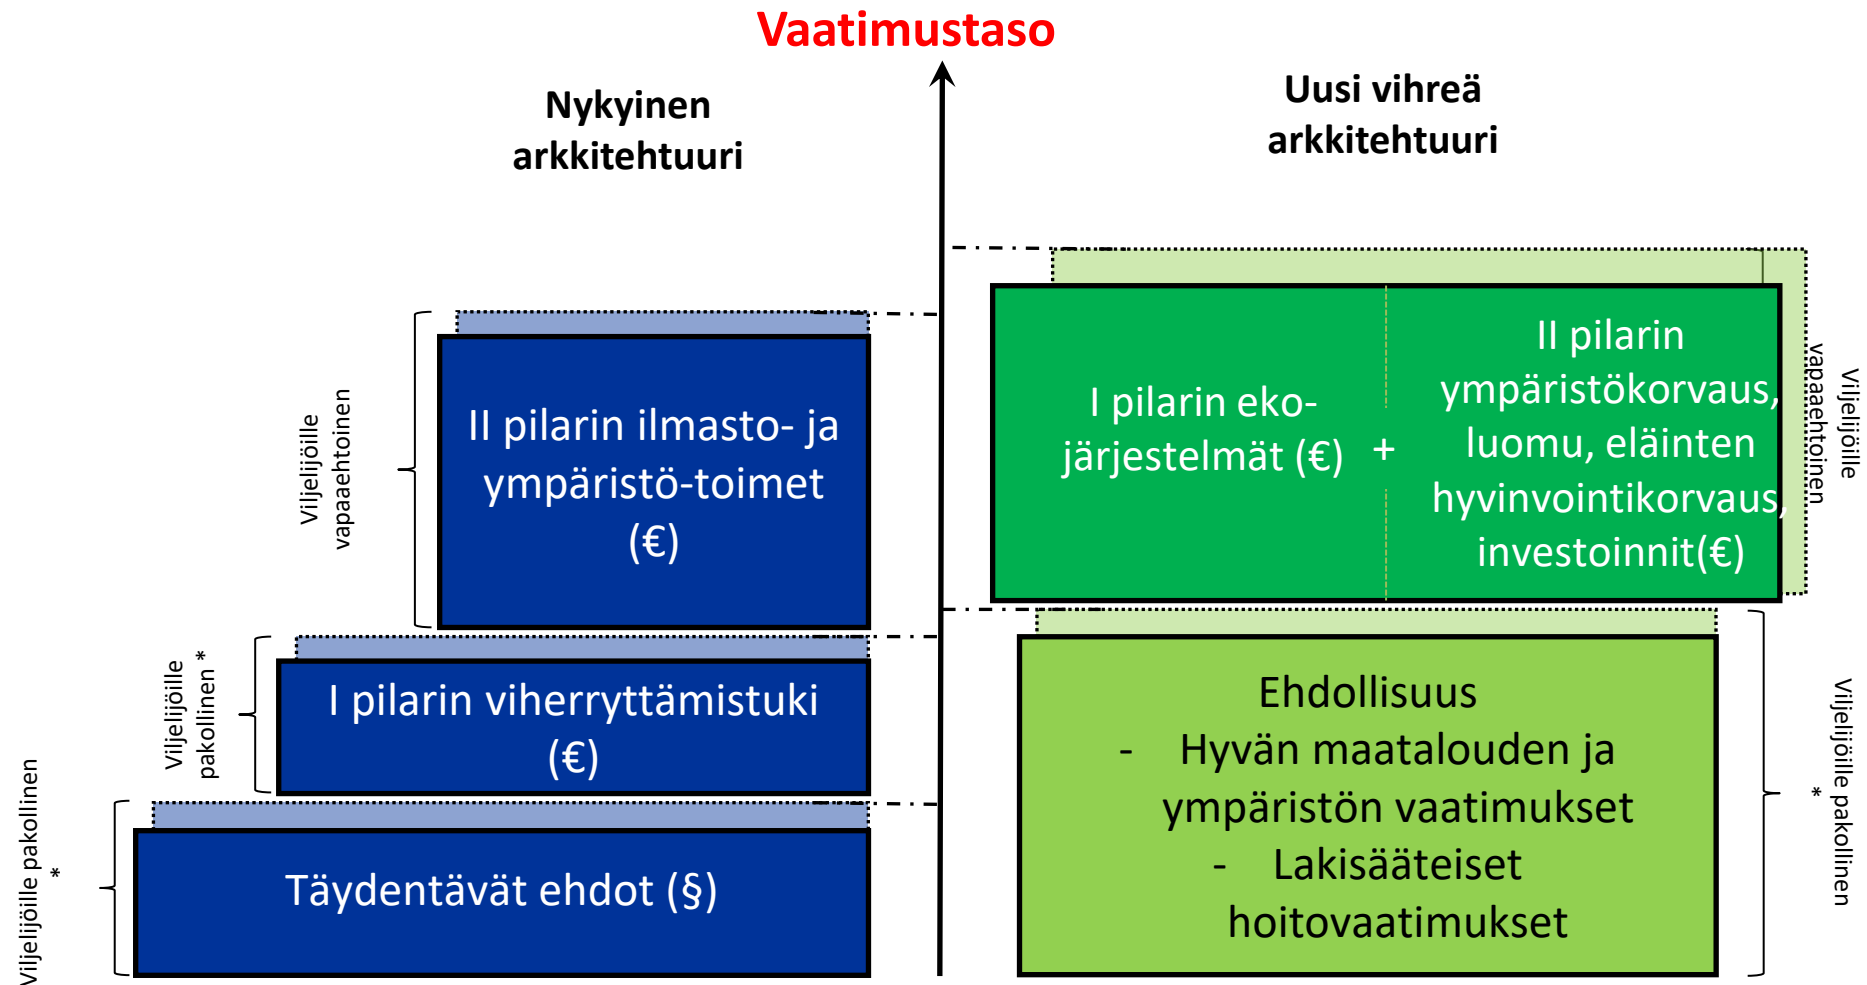 Vaatimustaso
Nykyinen
arkkitehtuuri
Viljelijöille
vapaaehtoinen
II pilarin ilmasto- ja
ympäristö-toimet
(€)
Viljelijöille
pakollinen *
I pilarin viherryttämistuki
(€)
Viljelijöille pakollinen
*
Täydentävät ehdot (§)
Uusi vihreä
arkkitehtuuri
I pilarin eko-
järjestelmät (€)
+
II pilarin
ympäristökorvaus,
luomu, eläinten
hyvinvointikorvaus,
investoinnit(€)
Viljelijöille
vapaaehtoinen
Ehdollisuus
- Hyvän maatalouden ja
ympäristön vaatimukset
- Lakisääteiset
hoitovaatimukset
Viljelijöille pakollinen
*